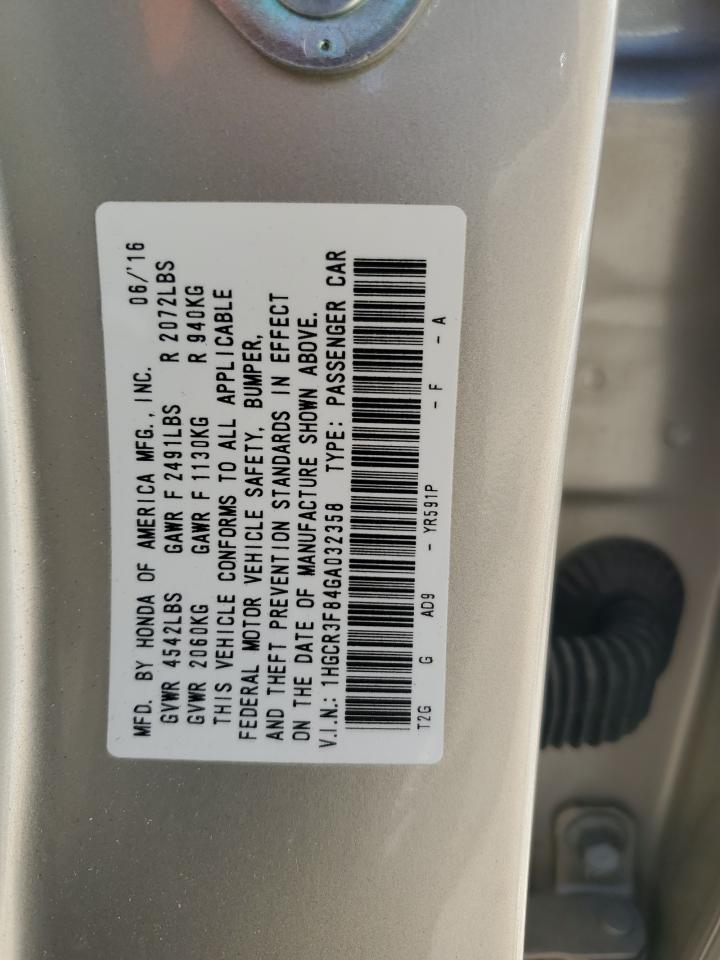 MFD. BY HONDA OF AMERICA MFG., INC. 06/'16
GVWR 4542LBS GAWR F 2491LBS R 2072LBS
GVWR 2060KG GAWR F 1130KG R 940KG
THIS VEHICLE CONFORMS TO ALL APPLICABLE
FEDERAL MOTOR VEHICLE SAFETY, BUMPER,
AND THEFT PREVENTION STANDARDS IN EFFECT
ON THE DATE OF MANUFACTURE SHOWN ABOVE.
V.I.N.: 1HGCR3F84GA032358 TYPE: PASSENGER CAR
T2G G AD9 - YR591P - F - A